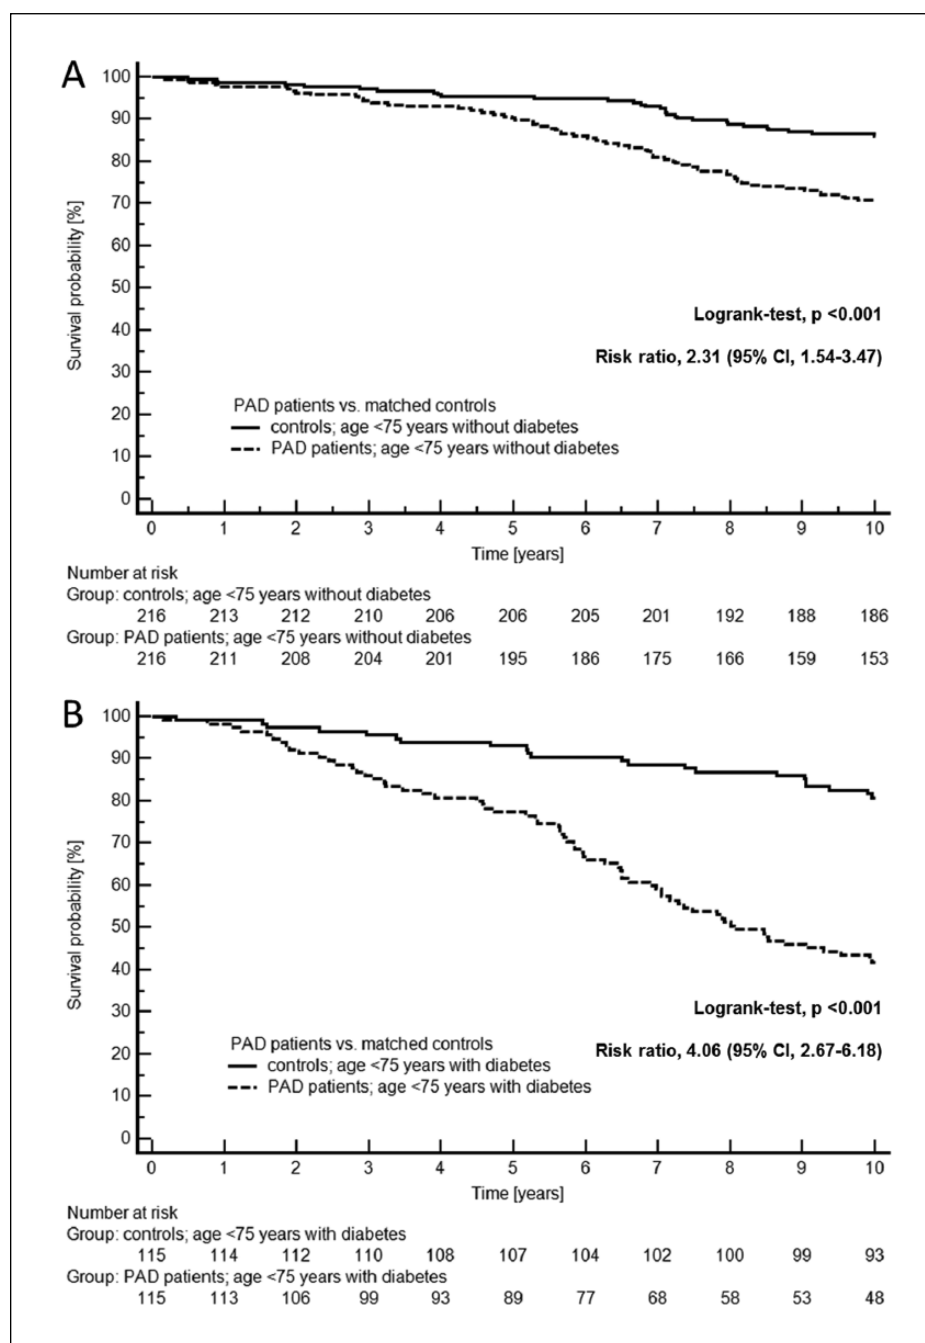 A
100
90
80
70
60
50
40
30
20
10
0
Survival probability [%]
Logrank-test, p <0.001
Risk ratio, 2.31 (95% CI, 1.54-3.47)
PAD patients vs. matched controls
controls; age <75 years without diabetes
PAD patients; age <75 years without diabetes
0 1 2 3 4 5 6 7 8 9 10
Time [years]
Number at risk
Group: controls; age <75 years without diabetes
216 213 212 210 206 206 205 201 192 188 186
Group: PAD patients; age <75 years without diabetes
216 211 208 204 201 195 186 175 166 159 153
B
100
90
80
70
60
50
40
30
20
10
0
Survival probability [%]
Logrank-test, p <0.001
Risk ratio, 4.06 (95% CI, 2.67-6.18)
PAD patients vs. matched controls
controls; age <75 years with diabetes
PAD patients; age <75 years with diabetes
0 1 2 3 4 5 6 7 8 9 10
Time [years]
Number at risk
Group: controls; age <75 years with diabetes
115 114 112 110 108 107 104 102 100 99 93
Group: PAD patients; age <75 years with diabetes
115 113 106 99 93 89 77 68 58 53 48